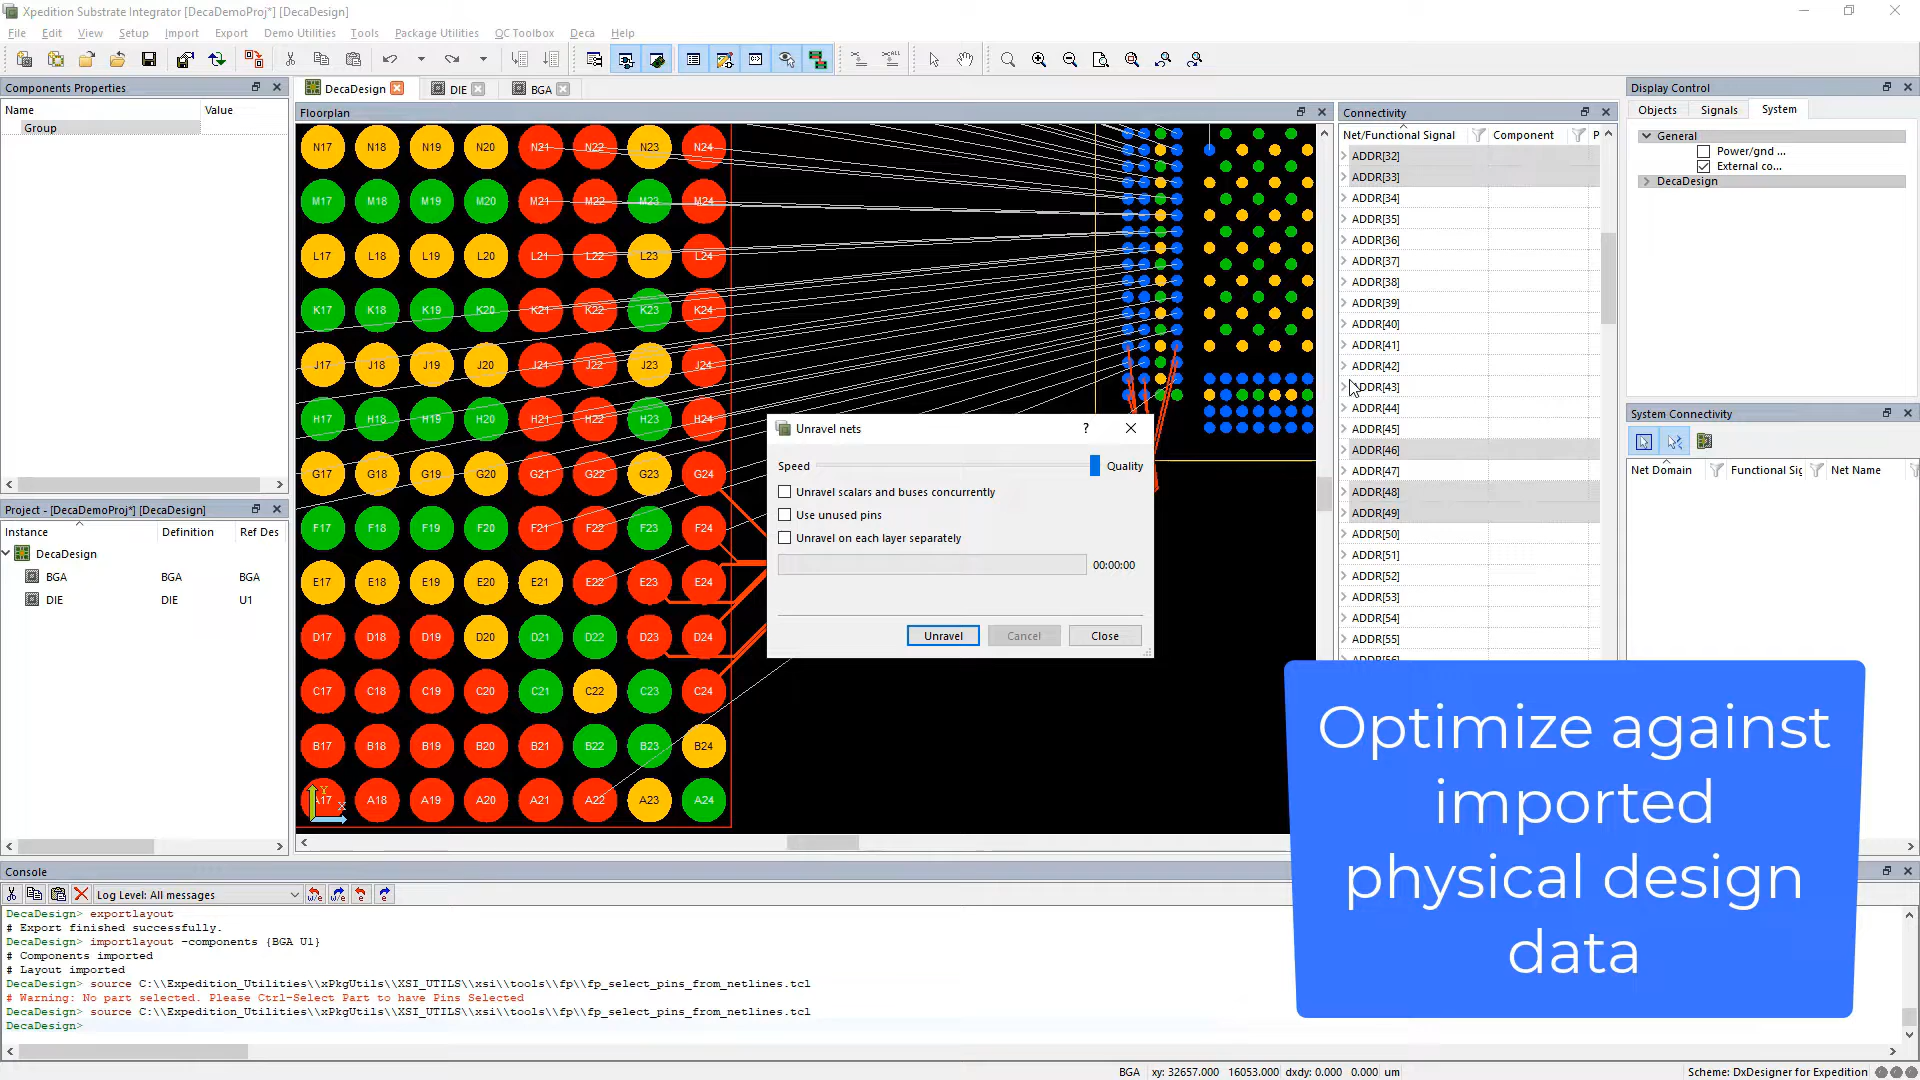 Xpedition Substrate Integrator [DecaDemoProj*] [DecaDesign]
File Edit View Setup Import Export Demo Utilities Tools Package Utilities QC Toolbox Deca Help
Components Properties
Name Value
Group
DecaDesign DIE BGA
Floorplan
N17 N18 N19 N20 N21 N22 N23 N24
M17 M18 M19 M20 M21 M22 M23 M24
L17 L18 L19 L20 L21 L22 L23 L24
K17 K18 K19 K20 K21 K22 K23 K24
J17 J18 J19 J20 J21 J22 J23 J24
H17 H18 H19 H20 H21 H22 H23 H24
G17 G18 G19 G20 G21 G22 G23 G24
F17 F18 F19 F20 F21 F22 F23 F24
E17 E18 E19 E20 E21 E22 E23 E24
D17 D18 D19 D20 D21 D22 D23 D24
C17 C18 C19 C20 C21 C22 C23 C24
B17 B18 B19 B20 B21 B22 B23 B24
A17 A18 A19 A20 A21 A22 A23 A24
Y
X
Unravel nets
?
Speed Quality
Unravel scalars and buses concurrently
Use unused pins
Unravel on each layer separately
00:00:00
Unravel Cancel Close
Connectivity
Net/Functional Signal Component P
ADDR[32]
ADDR[33]
ADDR[34]
ADDR[35]
ADDR[36]
ADDR[37]
ADDR[38]
ADDR[39]
ADDR[40]
ADDR[41]
ADDR[42]
ADDR[43]
ADDR[44]
ADDR[45]
ADDR[46]
ADDR[47]
ADDR[48]
ADDR[49]
ADDR[50]
ADDR[51]
ADDR[52]
ADDR[53]
ADDR[54]
ADDR[55]
Display Control
Objects Signals System
General
Power/gnd ...
External co...
DecaDesign
System Connectivity
Net Domain Functional Sig Net Name
Project - [DecaDemoProj*] [DecaDesign]
Instance Definition Ref Des
DecaDesign
BGA BGA BGA
DIE DIE U1
Optimize against
imported
physical design
data
Console
Log Level: All messages
w/e w/e e e
DecaDesign> exportlayout
# Export finished successfully.
DecaDesign> importlayout -components {BGA U1}
# Components imported
# Layout imported
DecaDesign> source C:\\Expedition_Utilities\\xPkgUtils\\XSI_UTILS\\xsi\\tools\\fp\\fp_select_pins_from_netlines.tcl
# Warning: No part selected. Please Ctrl-Select Part to have Pins Selected
DecaDesign> source C:\\Expedition_Utilities\\xPkgUtils\\XSI_UTILS\\xsi\\tools\\fp\\fp_select_pins_from_netlines.tcl
DecaDesign>
BGA xy: 32657.000 16053.000 dxdy: 0.000 0.000 um Scheme: DxDesigner for Expedition